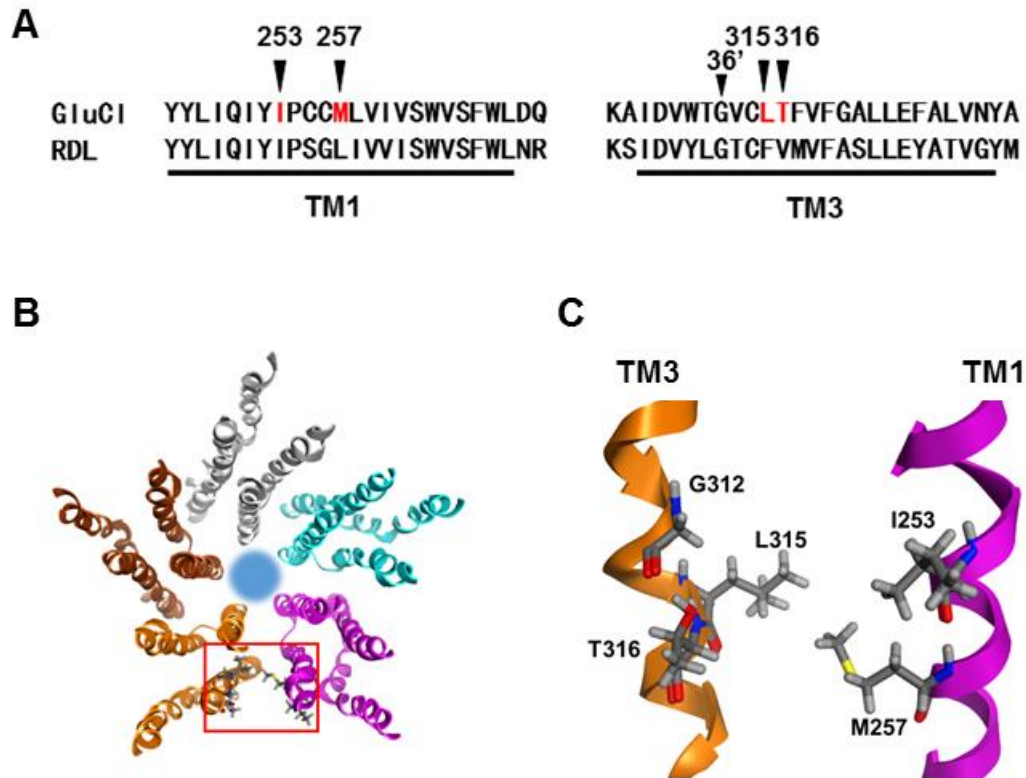 A
253 257 315 316
36'
GluCl YYLIQIYIPCCMLVIVSWVSFWLDQ KAIDVWTGVCLTFVFGALLEFALVNYA
RDL YYLIQIYIPSGLIVVISWVSFWLNR KSIDVYLGTCFVMVFASLLEYATVGYM
TM1 TM3
B C
TM3 TM1
G312
L315 I253
T316
M257